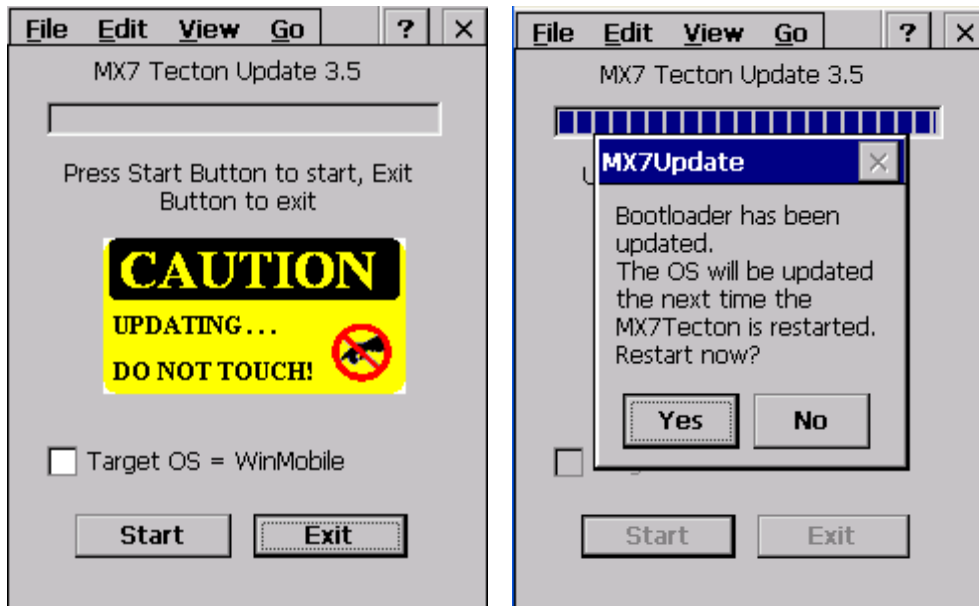 File Edit View Go ? ×
MX7 Tecton Update 3.5
Press Start Button to start, Exit
Button to exit
CAUTION
UPDATING...
DO NOT TOUCH!
Target OS = WinMobile
Start Exit
File Edit View Go ? ×
MX7 Tecton Update 3.5
MX7Update ×
Bootloader has been
updated.
The OS will be updated
the next time the
MX7Tecton is restarted.
Restart now?
Yes No
Start Exit